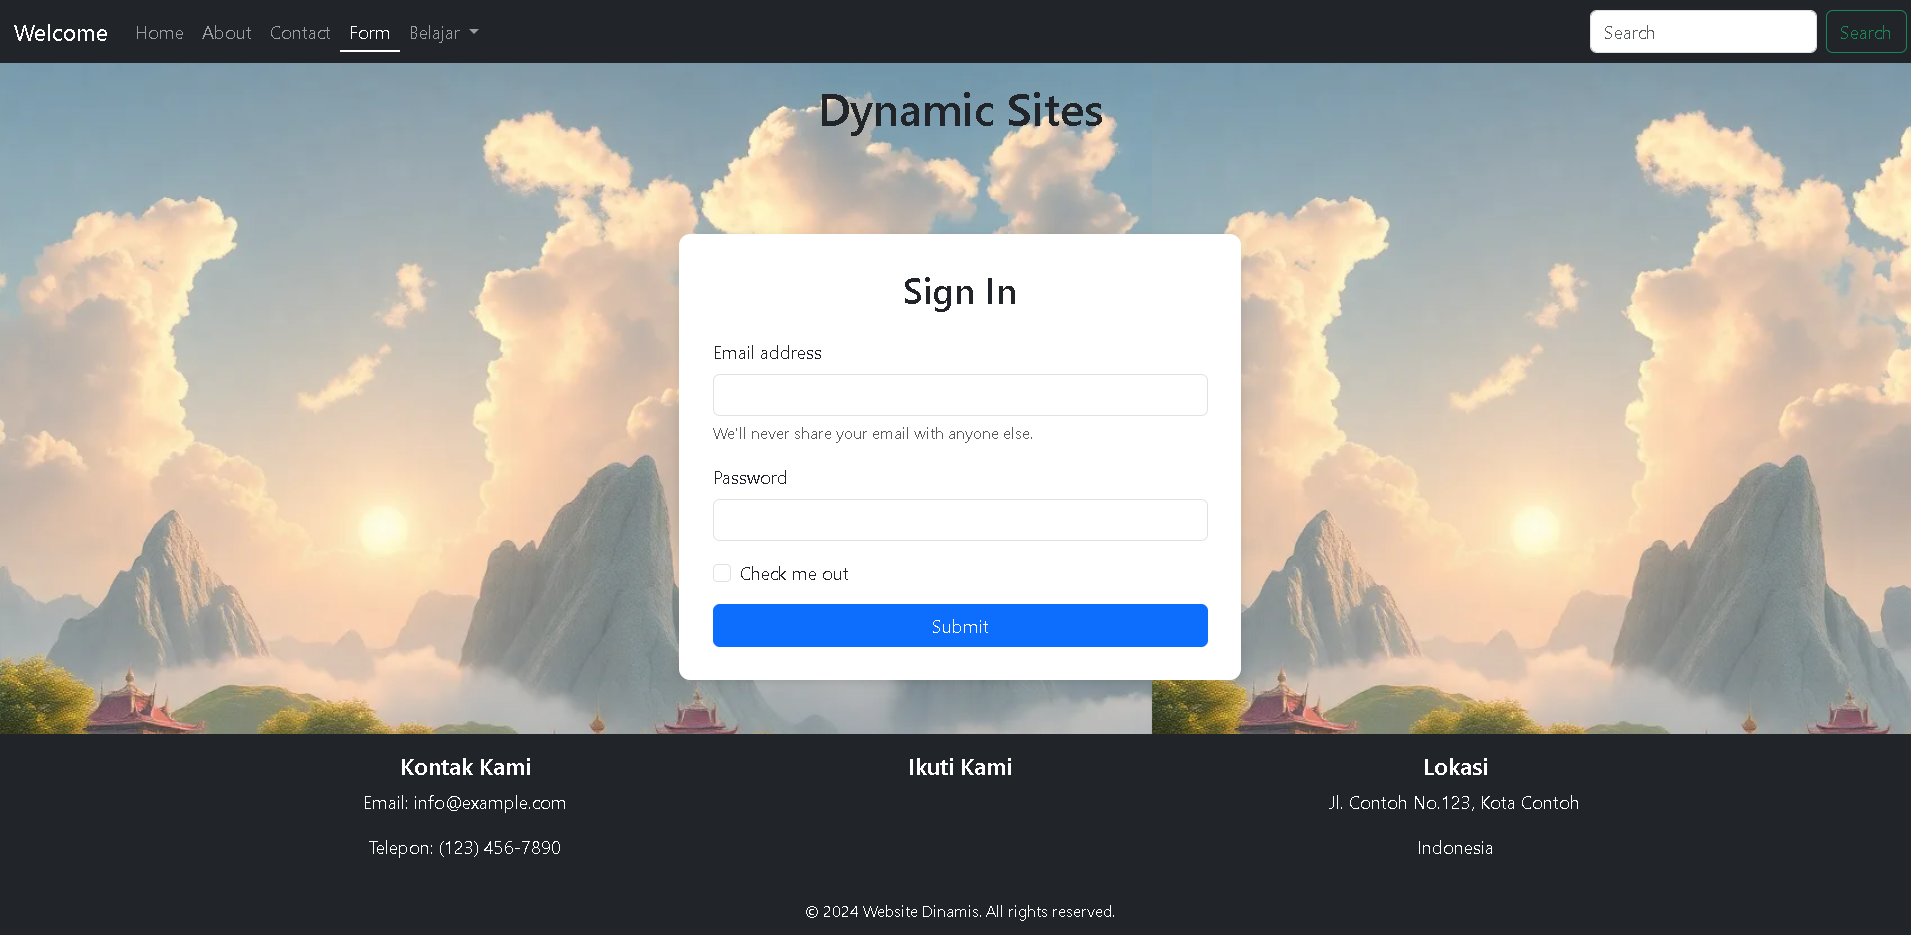 Welcome Home About Contact Form Belajar Search Search
Dynamic Sites
Sign In
Email address
We'll never share your email with anyone else.
Password
Check me out
Submit
Kontak Kami
Email: info@example.com
Telepon: (123) 456-7890
Ikuti Kami
Lokasi
Jl. Contoh No.123, Kota Contoh
Indonesia
© 2024 Website Dinamis. All rights reserved.